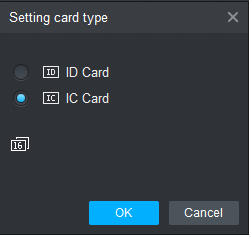 Setting card type
ID ID Card
IC IC Card
16
OK Cancel